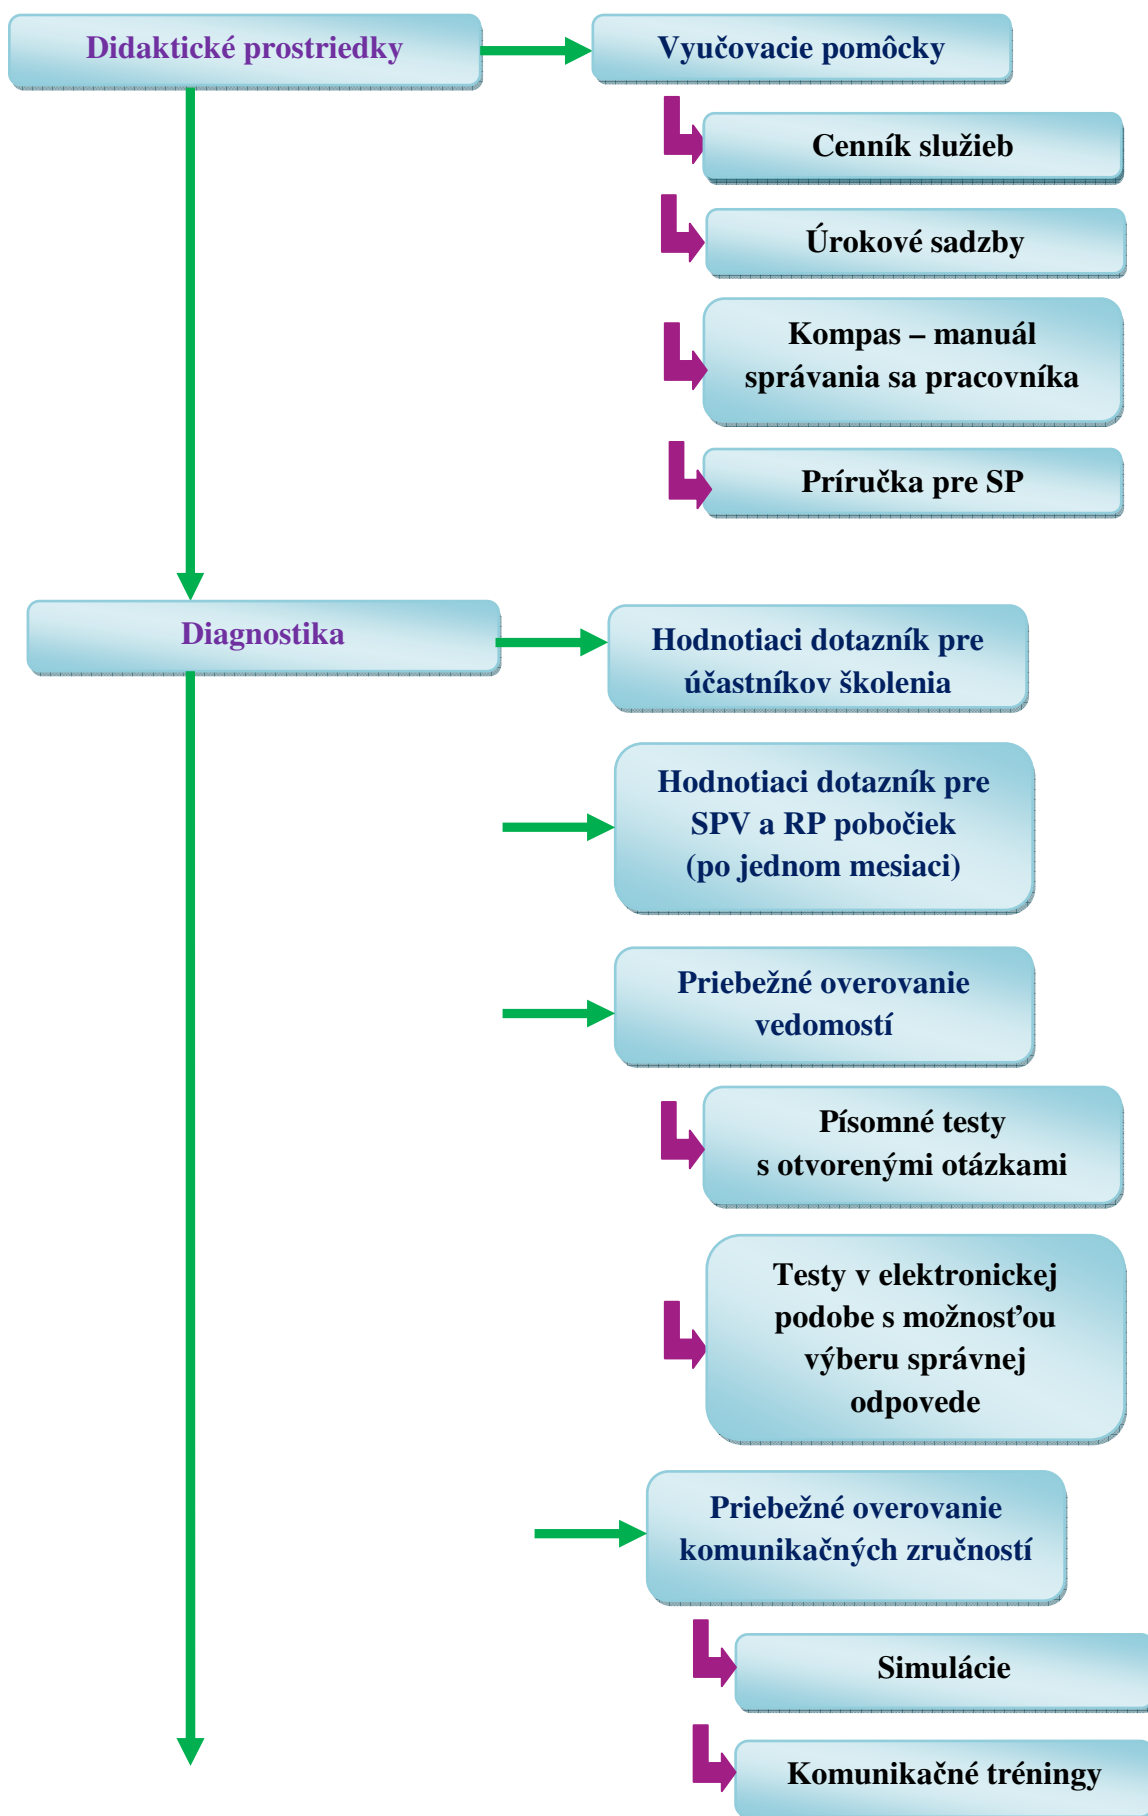 Didaktické prostriedky
Vyučovacie pomôcky
Cenník služieb
Úrokové sadzby
Kompas – manuál
správania sa pracovníka
Príručka pre SP
Diagnostika
Hodnotiaci dotazník pre
účastníkov školenia
Hodnotiaci dotazník pre
SPV a RP pobočiek
(po jednom mesiaci)
Priebežné overovanie
vedomostí
Písomné testy
s otvorenými otázkami
Testy v elektronickej
podobe s možnosťou
výberu správnej
odpovede
Priebežné overovanie
komunikačných zručností
Simulácie
Komunikačné tréningy